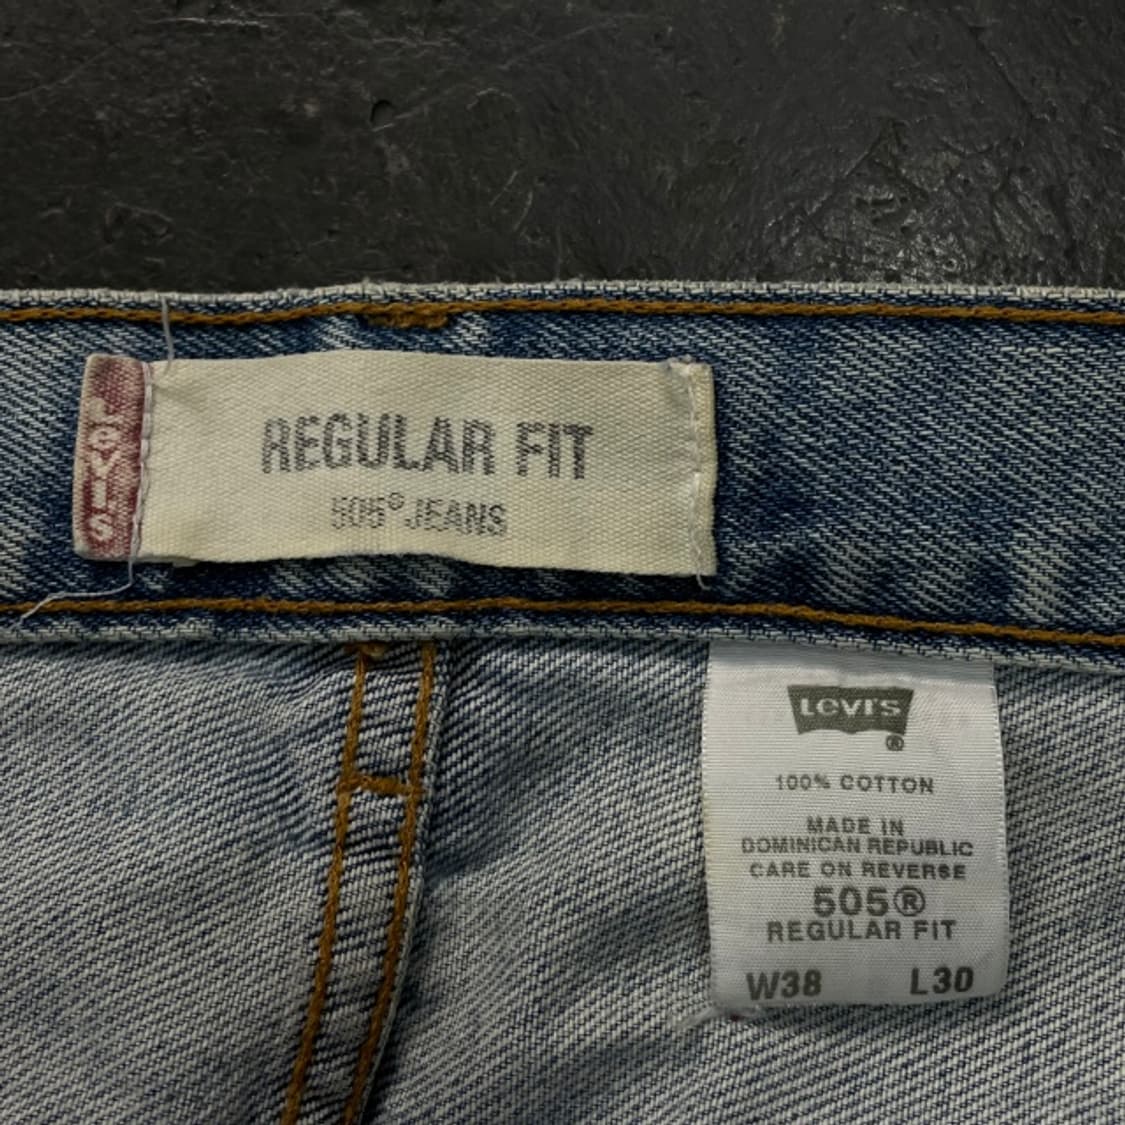 Levi's
REGULAR FIT
505® JEANS
LEVI'S
®
100% COTTON
MADE IN
DOMINICAN REPUBLIC
CARE ON REVERSE
505®
REGULAR FIT
W38 L30